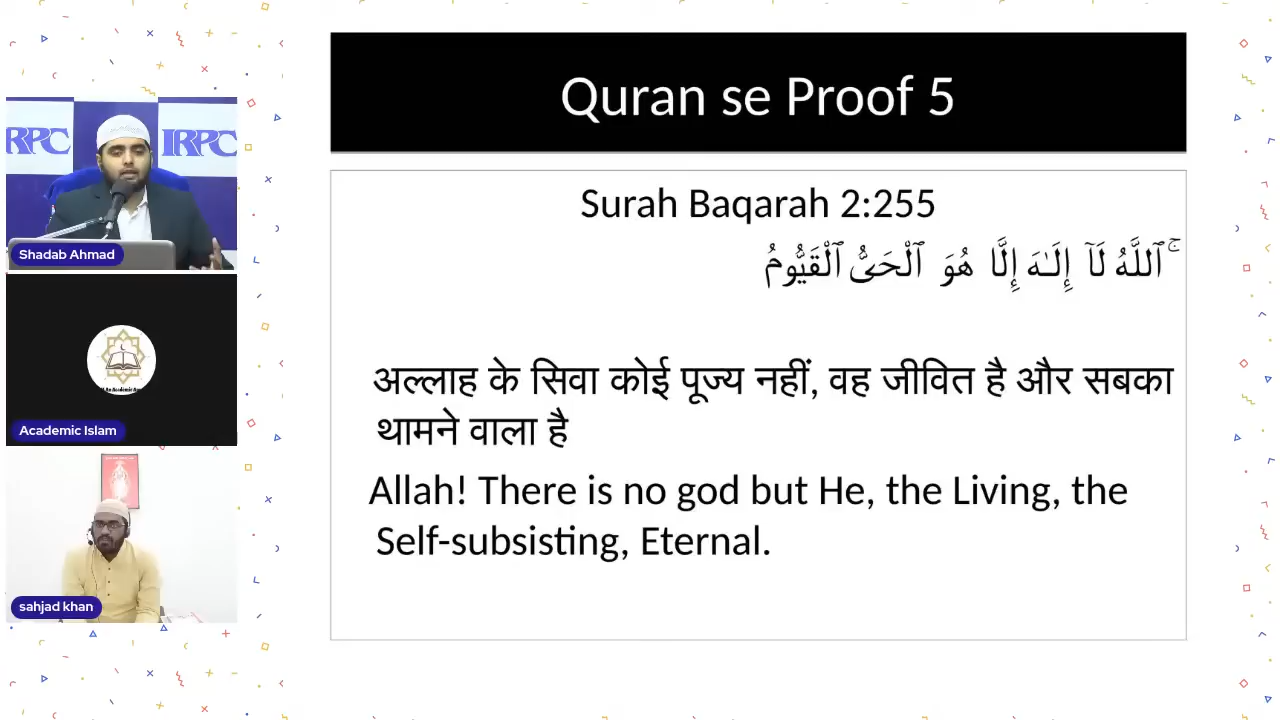 Quran se Proof 5
Surah Baqarah 2:255
ٱللَّهُ لَآ إِلَـٰهَ إِلَّا هُوَ ٱلْحَىُّ ٱلْقَيُّومُ ۚ
अल्लाह के सिवा कोई पूज्य नहीं, वह जीवित है और सबका
थामने वाला है
Allah! There is no god but He, the Living, the
Self-subsisting, Eternal.
RPC
IRPC
Shadab Ahmad
Academic Islam
sahjad khan